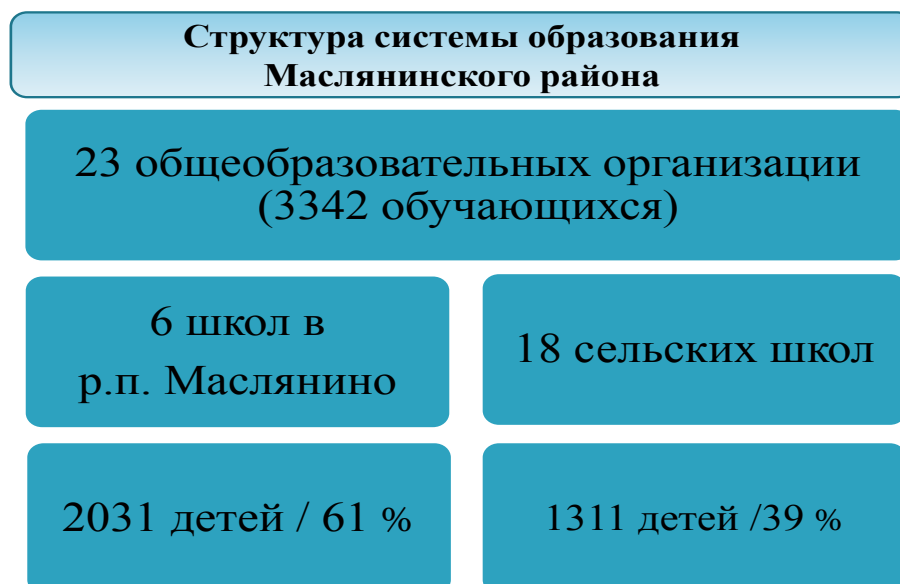 Структура системы образования
Маслянинского района
23 общеобразовательных организации
(3342 обучающихся)
6 школ в
р.п. Маслянино
18 сельских школ
2031 детей / 61 %
1311 детей /39 %